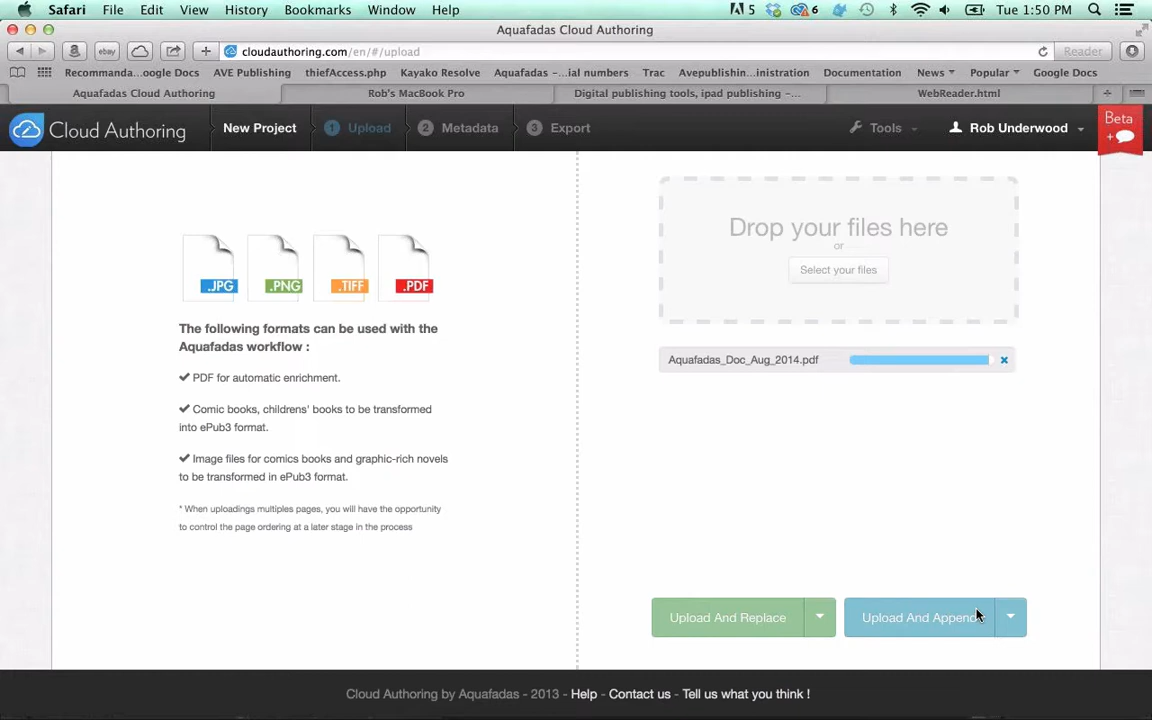 Safari File Edit View History Bookmarks Window Help 5 6 Tue 1:50 PM
Aquafadas Cloud Authoring
ebay cloudauthoring.com/en/#/upload Reader
Recommanda...oogle Docs AVE Publishing thiefAccess.php Kayako Resolve Aquafadas -...ial numbers Trac Avepublishing...inistration Documentation News Popular Google Docs
Aquafadas Cloud Authoring Rob's MacBook Pro Digital publishing tools, ipad publishing -... WebReader.html
Cloud Authoring New Project 1 Upload 2 Metadata 3 Export Tools Rob Underwood Beta
+
Drop your files here
or
Select your files
.JPG .PNG .TIFF .PDF
The following formats can be used with the
Aquafadas workflow :
Aquafadas_Doc_Aug_2014.pdf
✔ PDF for automatic enrichment.
✔ Comic books, childrens' books to be transformed
into ePub3 format.
✔ Image files for comics books and graphic-rich novels
to be transformed in ePub3 format.
* When uploadings multiple pages, you will have the opportunity
to control the page ordering at a later stage in the process
Upload And Replace Upload And Append
Cloud Authoring by Aquafadas - 2013 - Help - Contact us - Tell us what you think !